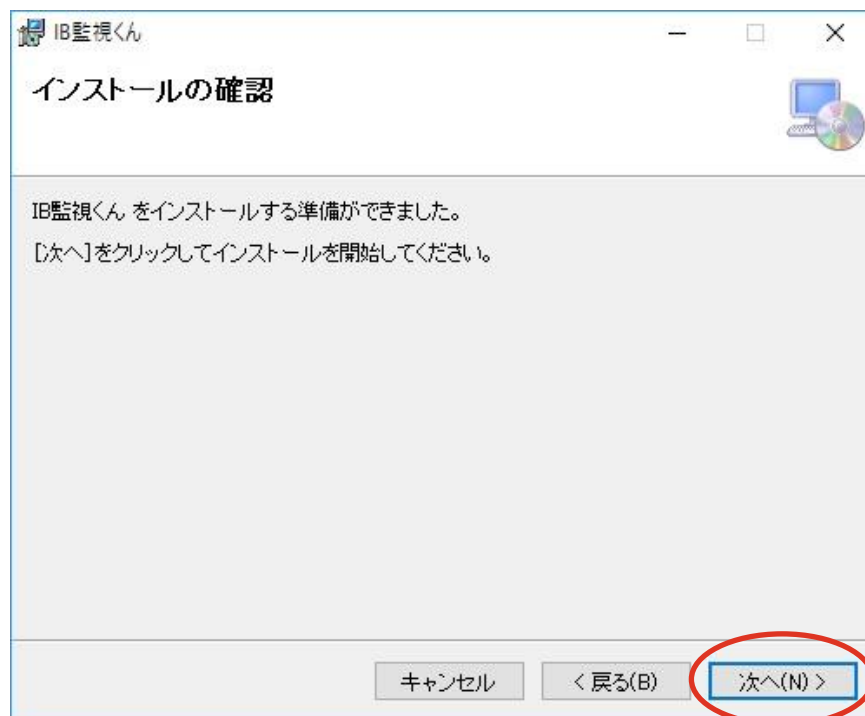 IB監視くん
インストールの確認
IB監視くん をインストールする準備ができました。
[次へ]をクリックしてインストールを開始してください。
キャンセル
< 戻る(B)
次へ(N) >